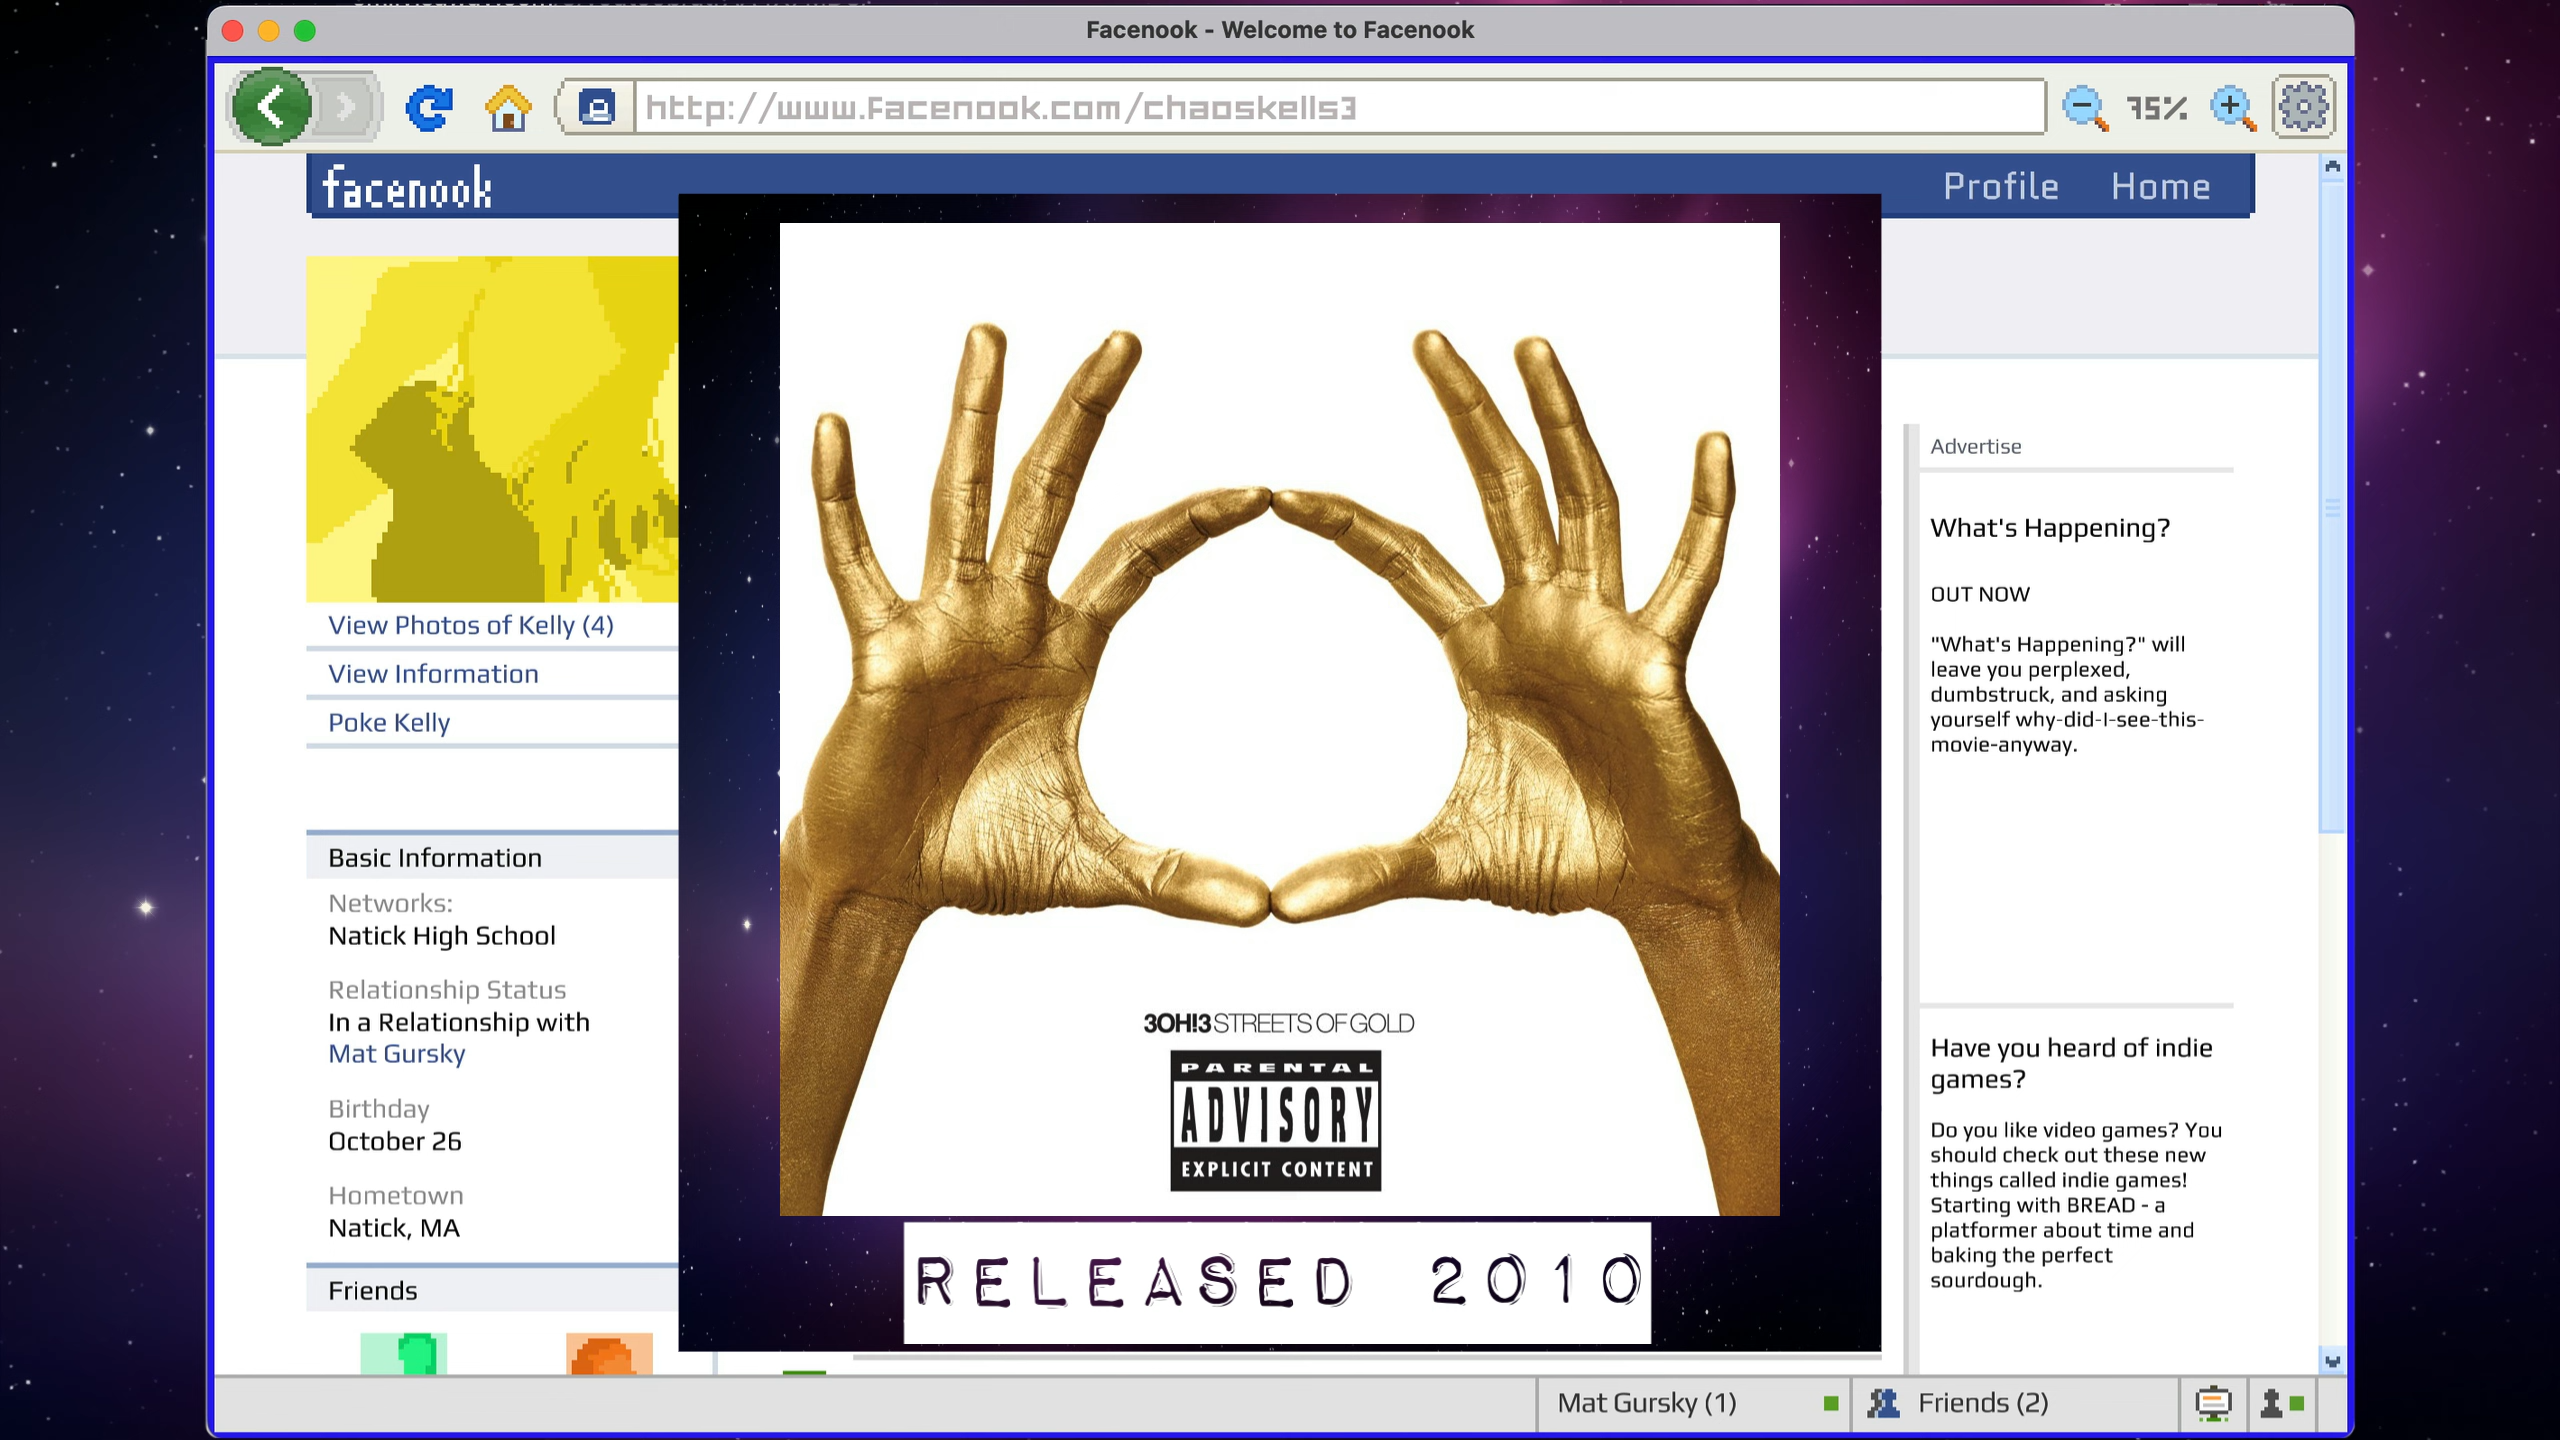 Facenook - Welcome to Facenook
http://www.Facenook.com/chaoskells3
75%
facenook
Profile
Home
View Photos of Kelly (4)
View Information
Poke Kelly
Basic Information
Networks:
Natick High School
Relationship Status
In a Relationship with
Mat Gursky
Birthday
October 26
Hometown
Natick, MA
Friends
3OH!3 STREETS OF GOLD
PARENTAL
ADVISORY
EXPLICIT CONTENT
RELEASED 2010
Advertise
What's Happening?
OUT NOW
"What's Happening?" will
leave you perplexed,
dumbstruck, and asking
yourself why-did-I-see-this-
movie-anyway.
Have you heard of indie
games?
Do you like video games? You
should check out these new
things called indie games!
Starting with BREAD - a
platformer about time and
baking the perfect
sourdough.
Mat Gursky (1)
Friends (2)